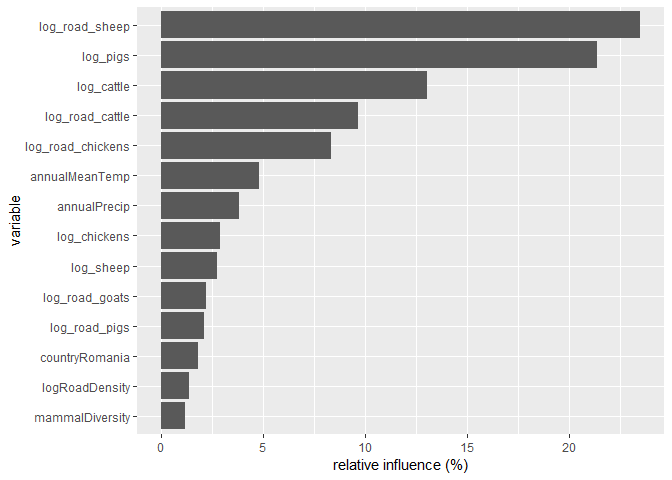 log_road_sheep
log_pigs
log_cattle
log_road_cattle
log_road_chickens
annualMeanTemp
annualPrecip
log_chickens
log_sheep
log_road_goats
log_road_pigs
countryRomania
logRoadDensity
mammalDiversity
variable
0 5 10 15 20
relative influence (%)